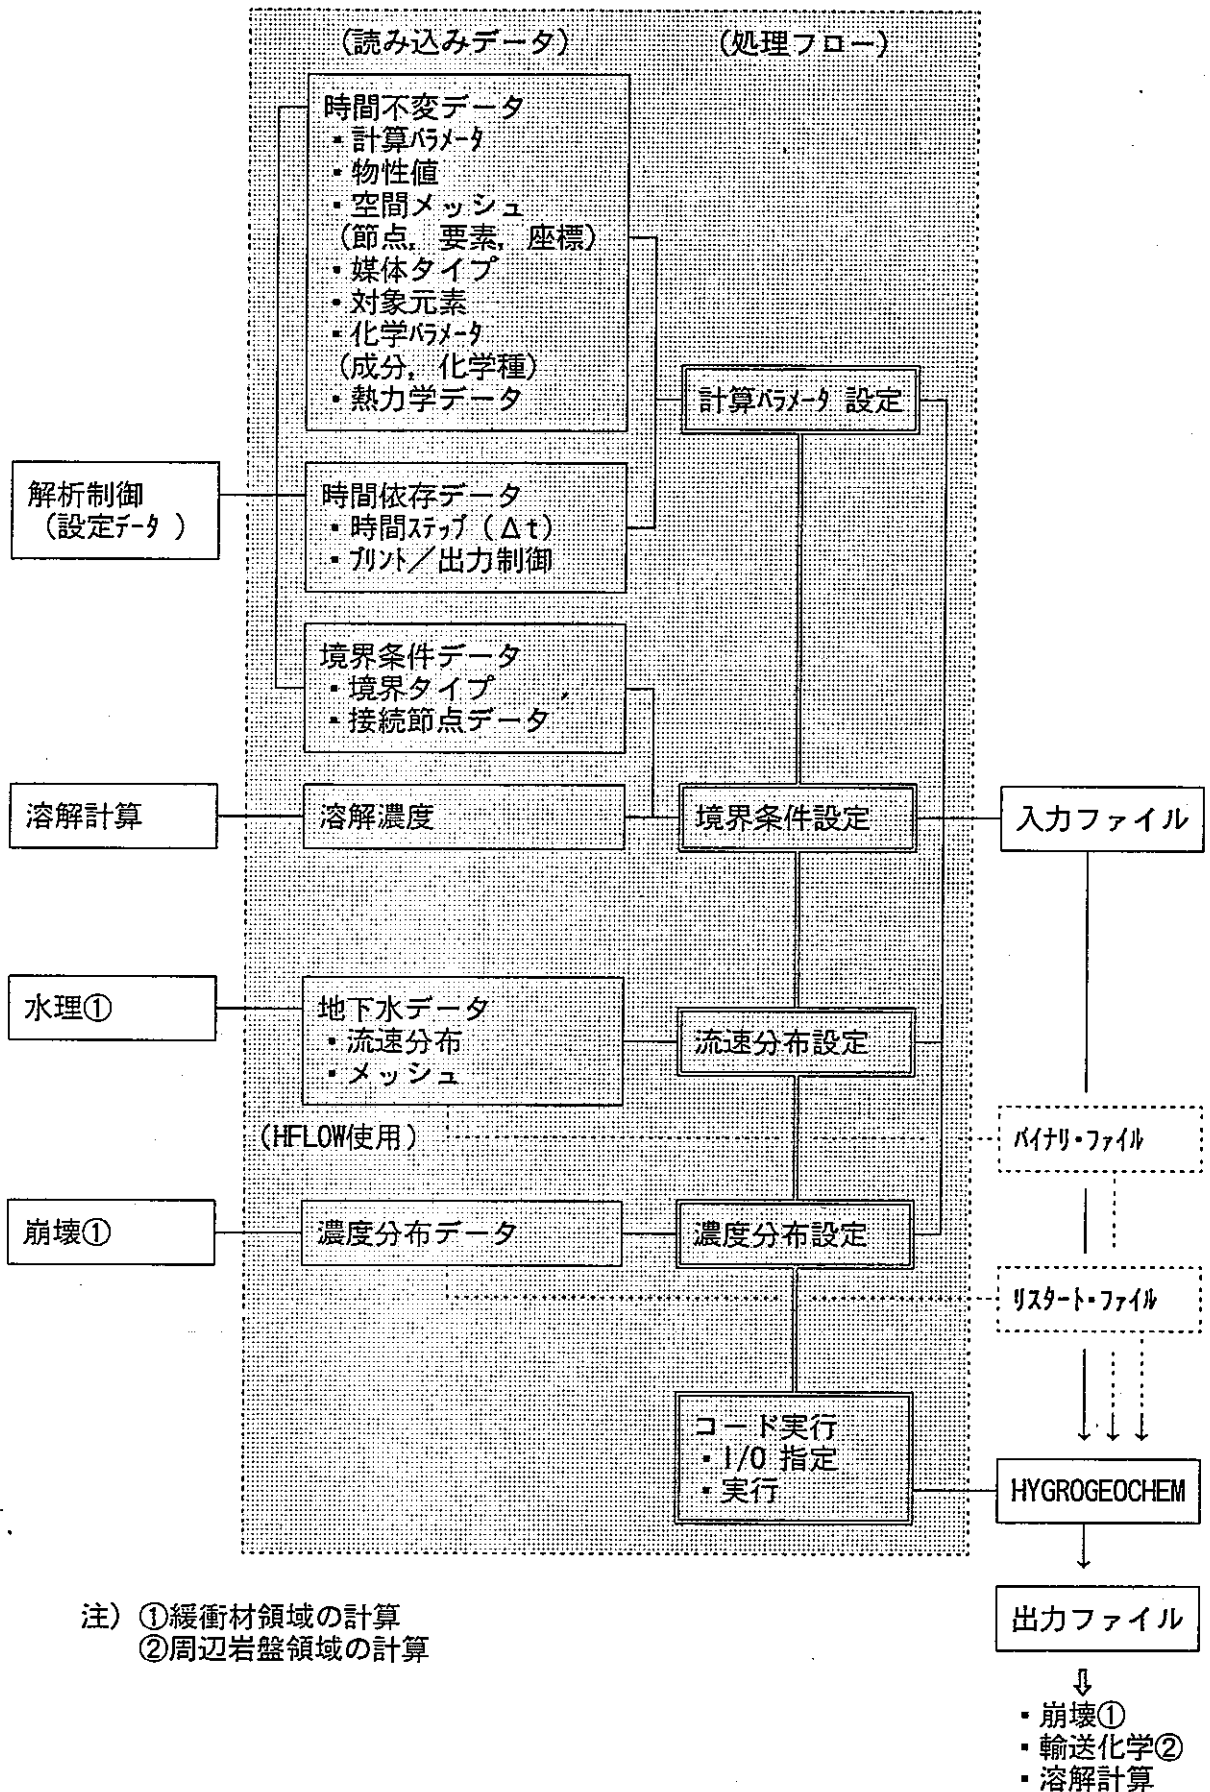 (読み込みデータ)
(処理フロー)
時間不変データ
・計算パラメータ
・物性値
・空間メッシュ
(節点, 要素, 座標)
・媒体タイプ
・対象元素
・化学パラメータ
(成分, 化学種)
・熱力学データ
計算パラメータ 設定
解析制御
(設定データ )
時間依存データ
・時間ステップ (Δt)
・プリント/出力制御
境界条件データ
・境界タイプ
・接続節点データ
溶解計算
溶解濃度
境界条件設定
入力ファイル
水理①
地下水データ
・流速分布
・メッシュ
流速分布設定
(HFLOW使用)
バイナリ・ファイル
崩壊①
濃度分布データ
濃度分布設定
リスタート・ファイル
コード実行
・I/O 指定
・実行
HYGROGEOCHEM
注) ①緩衝材領域の計算
②周辺岩盤領域の計算
出力ファイル
⇩
・崩壊①
・輸送化学②
・溶解計算